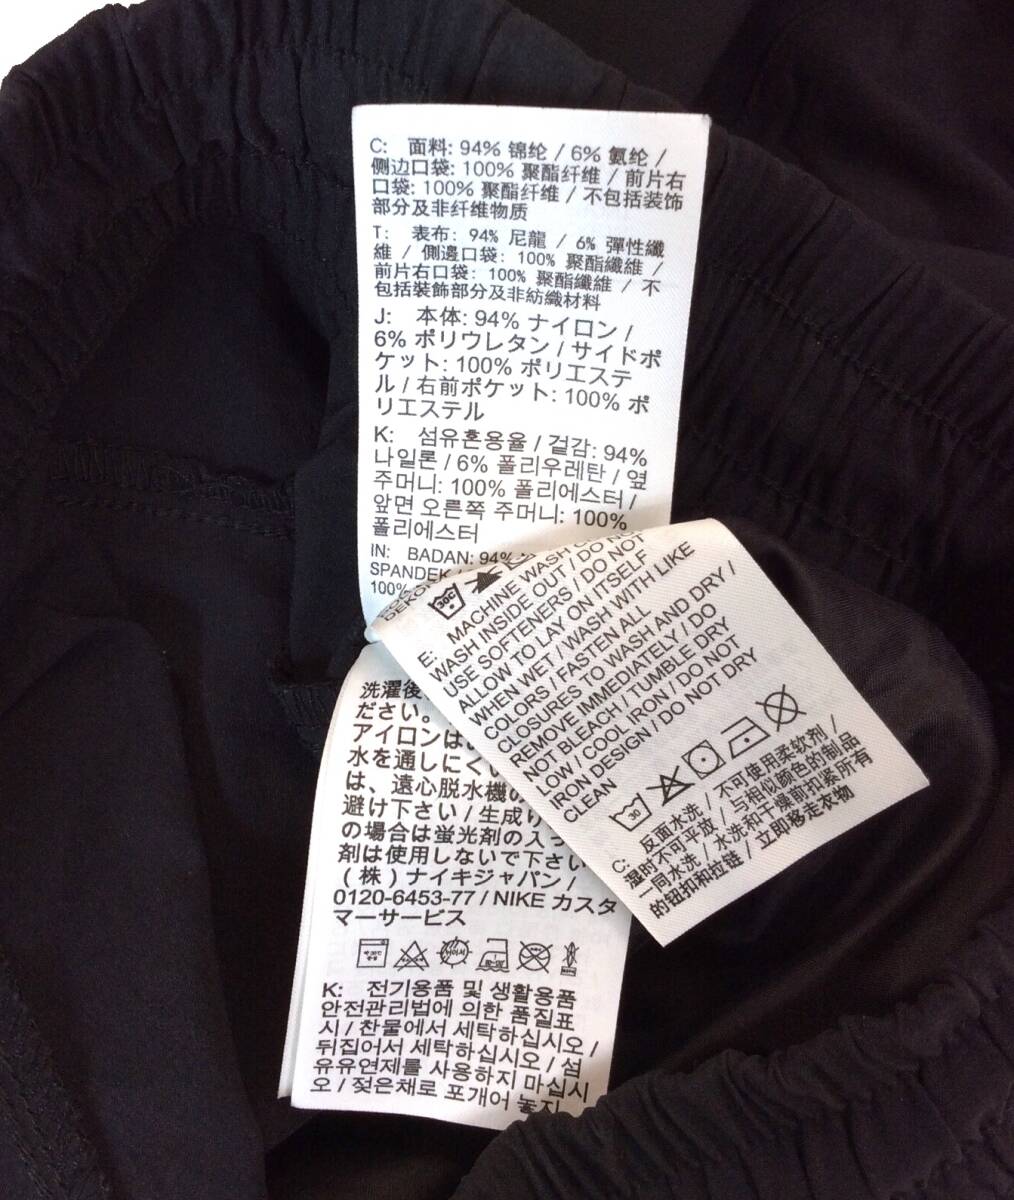 C: 面料: 94% 锦纶 / 6% 氨纶 /
侧边口袋: 100% 聚酯纤维 / 前片右
口袋: 100% 聚酯纤维 / 不包括装饰
部分及非纤维物质
T: 表布: 94% 尼龍 / 6% 彈性纖
維 / 側邊口袋: 100% 聚酯纖維 /
前片右口袋: 100% 聚酯纖維 / 不
包括裝飾部分及非紡織材料
J: 本体: 94% ナイロン /
6% ポリウレタン / サイドポ
ケット: 100% ポリエステ
ル / 右前ポケット: 100% ポ
リエステル
K: 섬유혼용율 / 겉감: 94%
나일론 / 6% 폴리우레탄 / 옆
주머니: 100% 폴리에스터 /
앞면 오른쪽 주머니: 100%
폴리에스터
IN: BADAN: 94%
SPANDEK
100%
30C
E: MACHINE WASH
WASH INSIDE OUT / DO NOT
USE SOFTENERS / DO NOT
ALLOW TO LAY ON ITSELF
WHEN WET / WASH WITH LIKE
COLORS / FASTEN ALL
CLOSURES TO WASH AND DRY /
REMOVE IMMEDIATELY / DO
NOT BLEACH / TUMBLE DRY
LOW / COOL IRON / DO NOT
IRON DESIGN / DO NOT DRY
CLEAN
30
C: 反面水洗 / 不可使用柔软剂 /
湿时不可平放 / 与相似颜色的制品
一同水洗 / 水洗和干燥前扣紧所有
的钮扣和拉链 / 立即移走衣物
洗濯後
ださい。
アイロンは
水を通しにくい
は、遠心脱水機の
避け下さい / 生成り
の場合は蛍光剤の入っ
剤は使用しないで下さい
(株) ナイキジャパン /
0120-6453-77 / NIKE カスタ
マーサービス
K: 전기용품 및 생활용품
안전관리법에 의한 품질표
시 / 찬물에서 세탁하십시오 /
뒤집어서 세탁하십시오 / 섬
유유연제를 사용하지 마십시
오 / 젖은채로 포개어 놓지